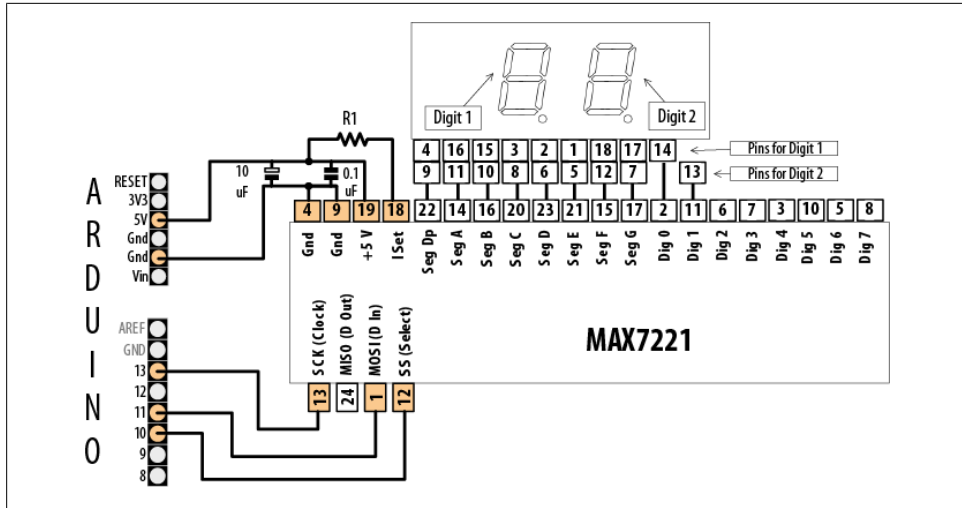 Digit 1
Digit 2
R1
4 16 15 3 2 1 18 17 14
Pins for Digit 1
9 11 10 8 6 5 12 7 13
Pins for Digit 2
10 uF
0.1 uF
ARDUINO
RESET
3V3
5V
Gnd
Gnd
Vin
4 9 19 18 22 14 16 20 23 21 15 17 2 11 6 7 3 10 5 8
Gnd
Gnd
+5 V
ISet
Seg Dp
Seg A
Seg B
Seg C
Seg D
Seg E
Seg F
Seg G
Dig 0
Dig 1
Dig 2
Dig 3
Dig 4
Dig 5
Dig 6
Dig 7
AREF
GND
13
12
11
10
9
8
SCK (Clock)
MISO (D Out)
MOSI (D In)
SS (Select)
MAX7221
13 24 1 12